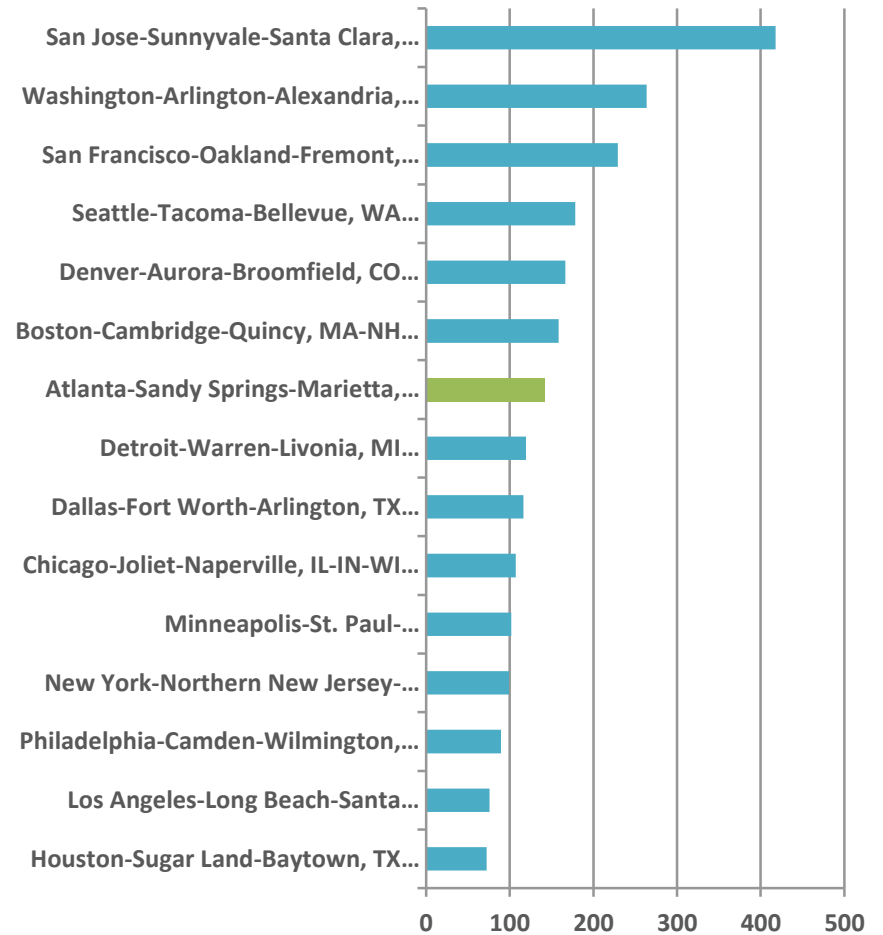 San Jose-Sunnyvale-Santa Clara,...
Washington-Arlington-Alexandria,...
San Francisco-Oakland-Fremont,...
Seattle-Tacoma-Bellevue, WA...
Denver-Aurora-Broomfield, CO...
Boston-Cambridge-Quincy, MA-NH...
Atlanta-Sandy Springs-Marietta,...
Detroit-Warren-Livonia, MI...
Dallas-Fort Worth-Arlington, TX...
Chicago-Joliet-Naperville, IL-IN-WI...
Minneapolis-St. Paul-...
New York-Northern New Jersey-...
Philadelphia-Camden-Wilmington,...
Los Angeles-Long Beach-Santa...
Houston-Sugar Land-Baytown, TX...
0 100 200 300 400 500